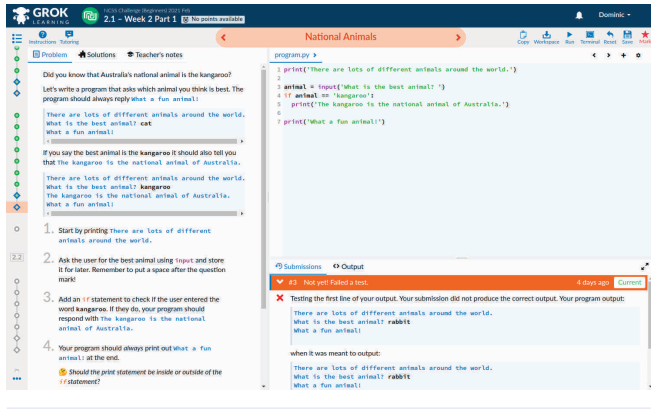 GROK
LEARNING
NCSS Challenge (Beginners) 2021 Feb
2.1 – Week 2 Part 1 No points available
Dominic
Instructions Tutoring
National Animals
Copy Workspace Run Terminal Reset Save Mark
Problem Solutions Teacher's notes
Did you know that Australia's national animal is the kangaroo?
Let's write a program that asks which animal you think is best. The
program should always reply What a fun animal!
There are lots of different animals around the world.
What is the best animal? cat
What a fun animal!
If you say the best animal is the kangaroo it should also tell you
that The kangaroo is the national animal of Australia.
There are lots of different animals around the world.
What is the best animal? kangaroo
The kangaroo is the national animal of Australia.
What a fun animal!
1. Start by printing There are lots of different
animals around the world.
2. Ask the user for the best animal using input and store
it for later. Remember to put a space after the question
mark!
3. Add an if statement to check if the user entered the
word kangaroo. If they do, your program should
respond with The kangaroo is the national
animal of Australia.
4. Your program should always print out What a fun
animal! at the end.
Should the print statement be inside or outside of the
if statement?
2.2
program.py
1 print('There are lots of different animals aroumd the world.')
2
3 animal = input('What is the best animal? ')
4 if animal == 'kangaroo':
5 print('The kangaroo is the national animal of Australia.')
6
7 print('What a fun animal!')
Submissions Output
#3 Not yet! Failed a test. 4 days ago Current
Testing the first line of your output. Your submission did not produce the correct output. Your program output:
There are lots of different animals aroumd the world.
What is the best animal? rabbit
What a fun animal!
when it was meant to output:
There are lots of different animals around the world.
What is the best animal? rabbit
What a fun animal!